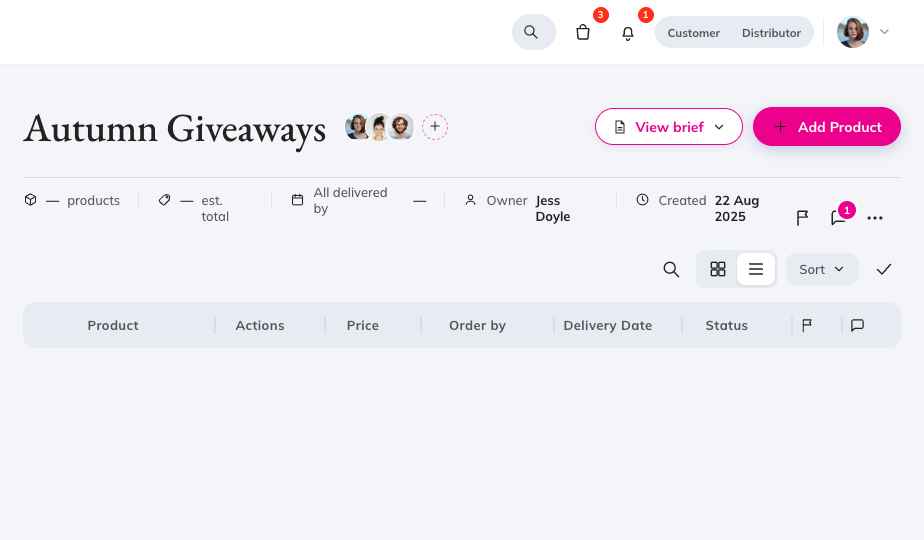 3
1
Customer Distributor
Autumn Giveaways
View brief
Add Product
— products
— est. total
All delivered by —
Owner Jess Doyle
Created 22 Aug 2025
1
Sort
Product Actions Price Order by Delivery Date Status